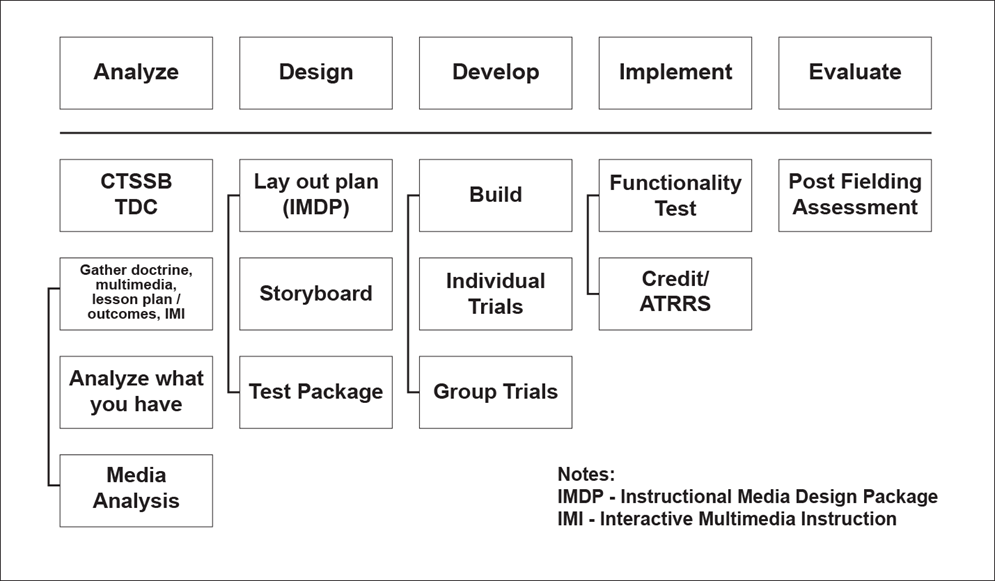 Analyze
Design
Develop
Implement
Evaluate
CTSSB
TDC
Gather doctrine,
multimedia,
lesson plan /
outcomes, IMI
Analyze what
you have
Media
Analysis
Lay out plan
(IMDP)
Storyboard
Test Package
Build
Individual
Trials
Group Trials
Functionality
Test
Credit/
ATRRS
Post Fielding
Assessment
Notes:
IMDP - Instructional Media Design Package
IMI - Interactive Multimedia Instruction